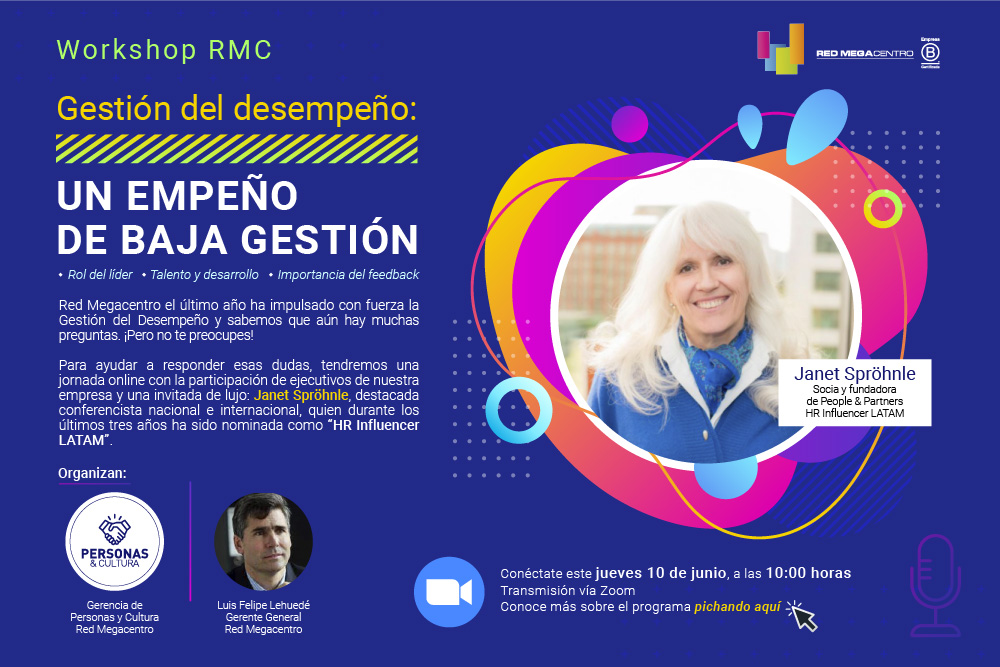 Workshop RMC
RED MEGACENTRO
Empresa
B
Certificada
Gestión del desempeño:
UN EMPEÑO
DE BAJA GESTIÓN
• Rol del líder • Talento y desarrollo • Importancia del feedback
Red Megacentro el último año ha impulsado con fuerza la
Gestión del Desempeño y sabemos que aún hay muchas
preguntas. ¡Pero no te preocupes!
Para ayudar a responder esas dudas, tendremos una
jornada online con la participación de ejecutivos de nuestra
empresa y una invitada de lujo: Janet Spröhnle, destacada
conferencista nacional e internacional, quien durante los
últimos tres años ha sido nominada como “HR Influencer
LATAM”.
Janet Spröhnle
Socia y fundadora
de People & Partners
HR Influencer LATAM
Organizan:
PERSONAS
& CULTURA
Gerencia de
Personas y Cultura
Red Megacentro
Luis Felipe Lehuedé
Gerente General
Red Megacentro
Conéctate este jueves 10 de junio, a las 10:00 horas
Transmisión vía Zoom
Conoce más sobre el programa pichando aquí